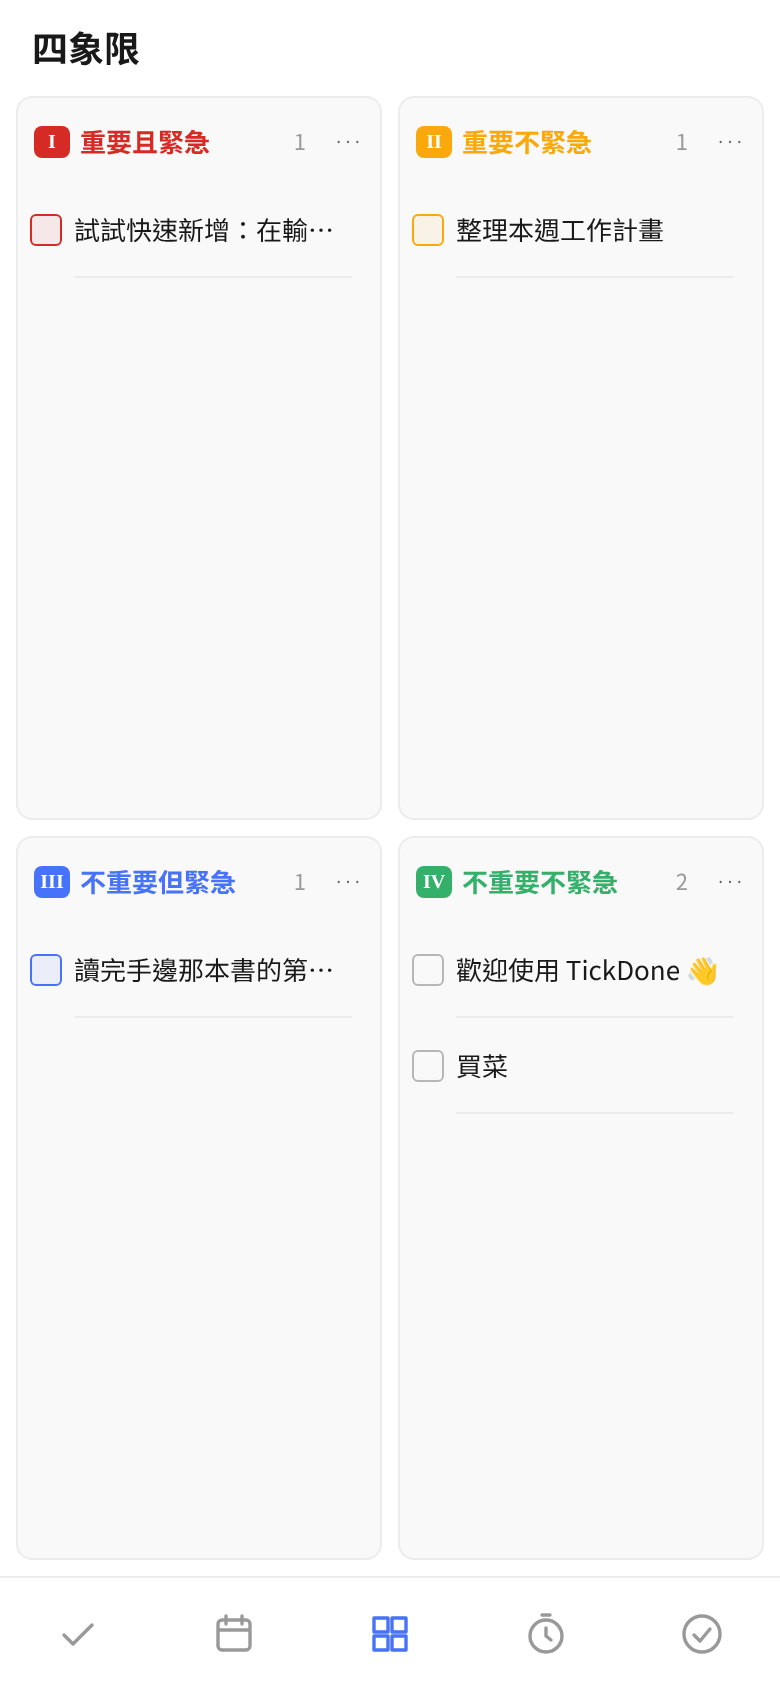 四象限
I 重要且緊急 1 ···
試試快速新增：在輸…
II 重要不緊急 1 ···
整理本週工作計畫
III 不重要但緊急 1 ···
讀完手邊那本書的第…
IV 不重要不緊急 2 ···
歡迎使用 TickDone 👋
買菜